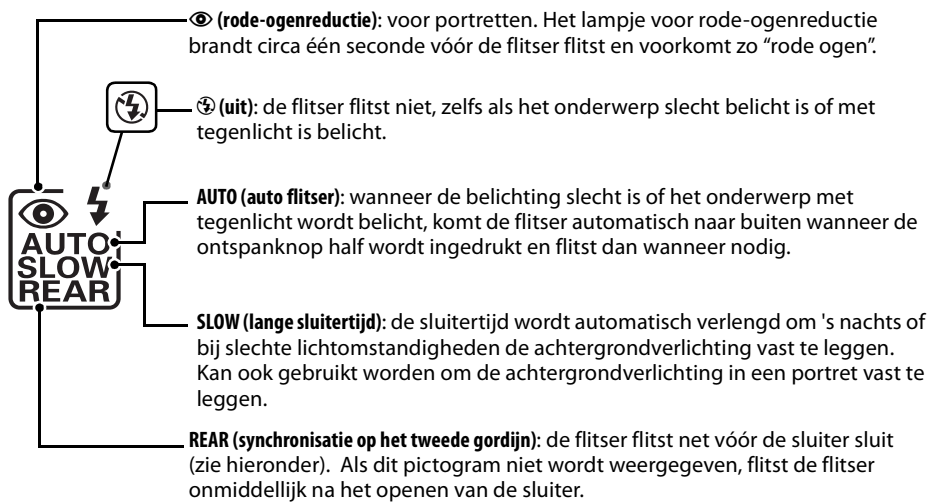 (rode-ogenreductie): voor portretten. Het lampje voor rode-ogenreductie
brandt circa één seconde vóór de flitser flitst en voorkomt zo “rode ogen”.
(uit): de flitser flitst niet, zelfs als het onderwerp slecht belicht is of met
tegenlicht is belicht.
AUTO (auto flitser): wanneer de belichting slecht is of het onderwerp met
tegenlicht wordt belicht, komt de flitser automatisch naar buiten wanneer de
ontspanknop half wordt ingedrukt en flitst dan wanneer nodig.
AUTO
SLOW
REAR
SLOW (lange sluitertijd): de sluitertijd wordt automatisch verlengd om 's nachts of
bij slechte lichtomstandigheden de achtergrondverlichting vast te leggen.
Kan ook gebruikt worden om de achtergrondverlichting in een portret vast te
leggen.
REAR (synchronisatie op het tweede gordijn): de flitser flitst net vóór de sluiter sluit
(zie hieronder).  Als dit pictogram niet wordt weergegeven, flitst de flitser
onmiddellijk na het openen van de sluiter.